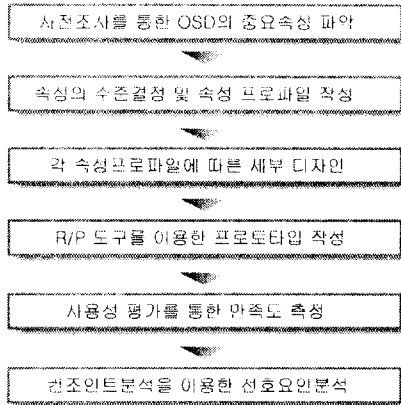 사전조사를 통한 OSD의 중요속성 파악
속성의 수준결정 및 속성 프로파일 작성
각 속성프로파일에 따른 세부 디자인
R/P 도구를 이용한 프로토타입 작성
사용성 평가를 통한 만족도 측정
컨조인트분석을 이용한 선호요인분석